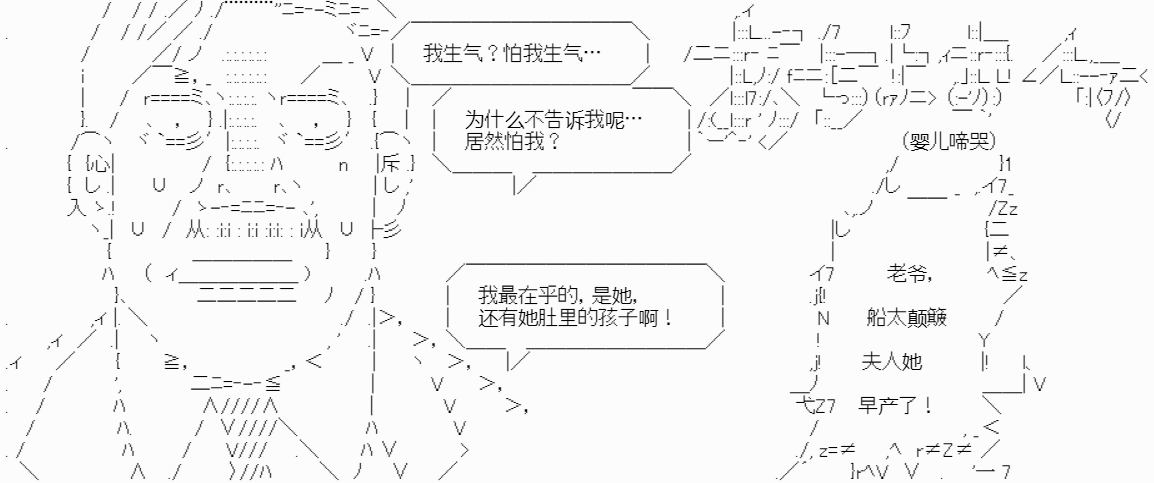 我生气？怕我生气…
为什么不告诉我呢…
居然怕我？
(婴儿啼哭)
我最在乎的，是她，
还有她肚里的孩子啊！
老爷，
船太颠簸
夫人她
早产了！